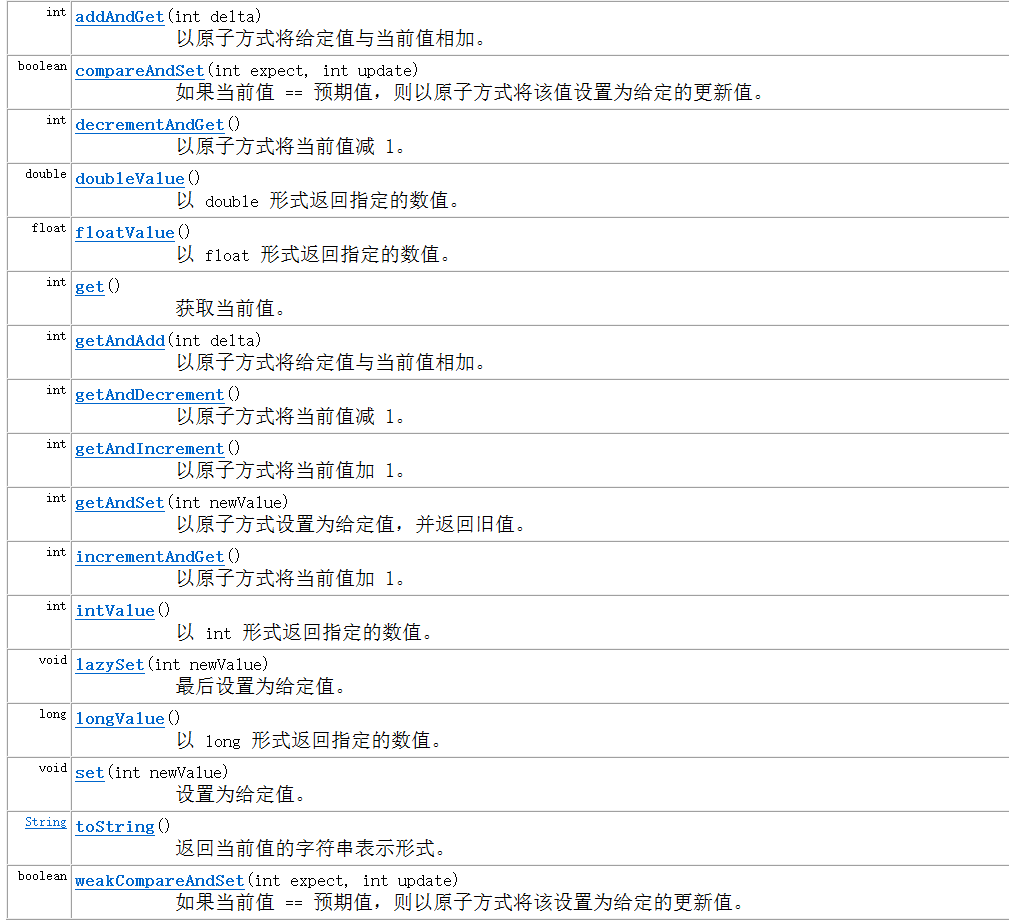 int addAndGet(int delta)
以原子方式将给定值与当前值相加。
boolean compareAndSet(int expect, int update)
如果当前值 == 预期值，则以原子方式将该值设置为给定的更新值。
int decrementAndGet()
以原子方式将当前值减 1。
double doubleValue()
以 double 形式返回指定的数值。
float floatValue()
以 float 形式返回指定的数值。
int get()
获取当前值。
int getAndAdd(int delta)
以原子方式将给定值与当前值相加。
int getAndDecrement()
以原子方式将当前值减 1。
int getAndIncrement()
以原子方式将当前值加 1。
int getAndSet(int newValue)
以原子方式设置为给定值，并返回旧值。
int incrementAndGet()
以原子方式将当前值加 1。
int intValue()
以 int 形式返回指定的数值。
void lazySet(int newValue)
最后设置为给定值。
long longValue()
以 long 形式返回指定的数值。
void set(int newValue)
设置为给定值。
String toString()
返回当前值的字符串表示形式。
boolean weakCompareAndSet(int expect, int update)
如果当前值 == 预期值，则以原子方式将该设置为给定的更新值。